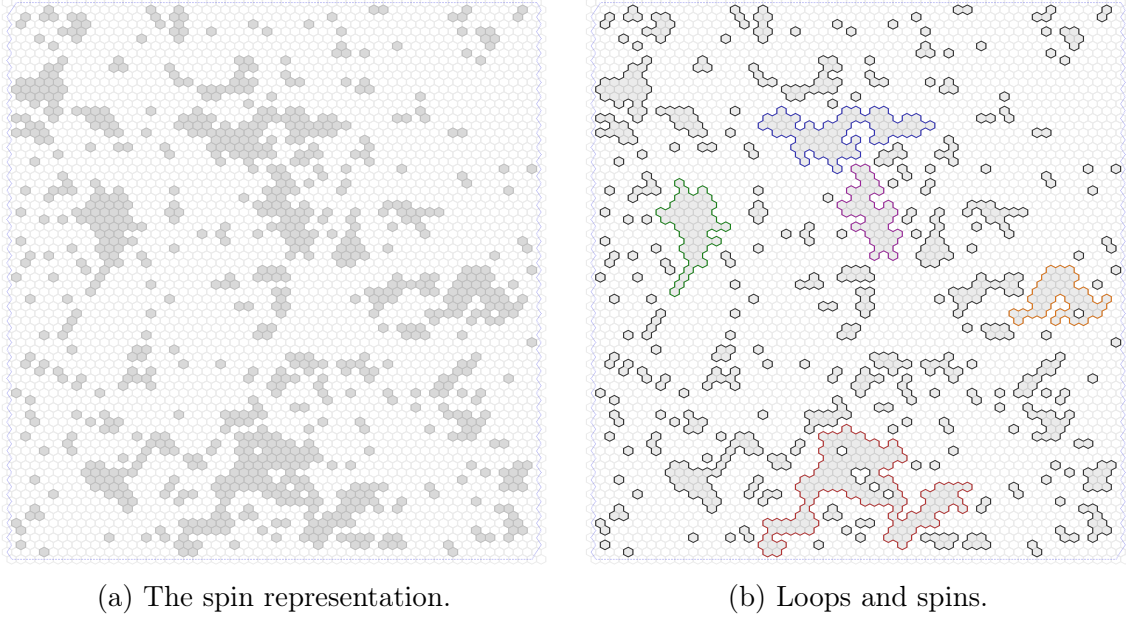 (a) The spin representation.
(b) Loops and spins.